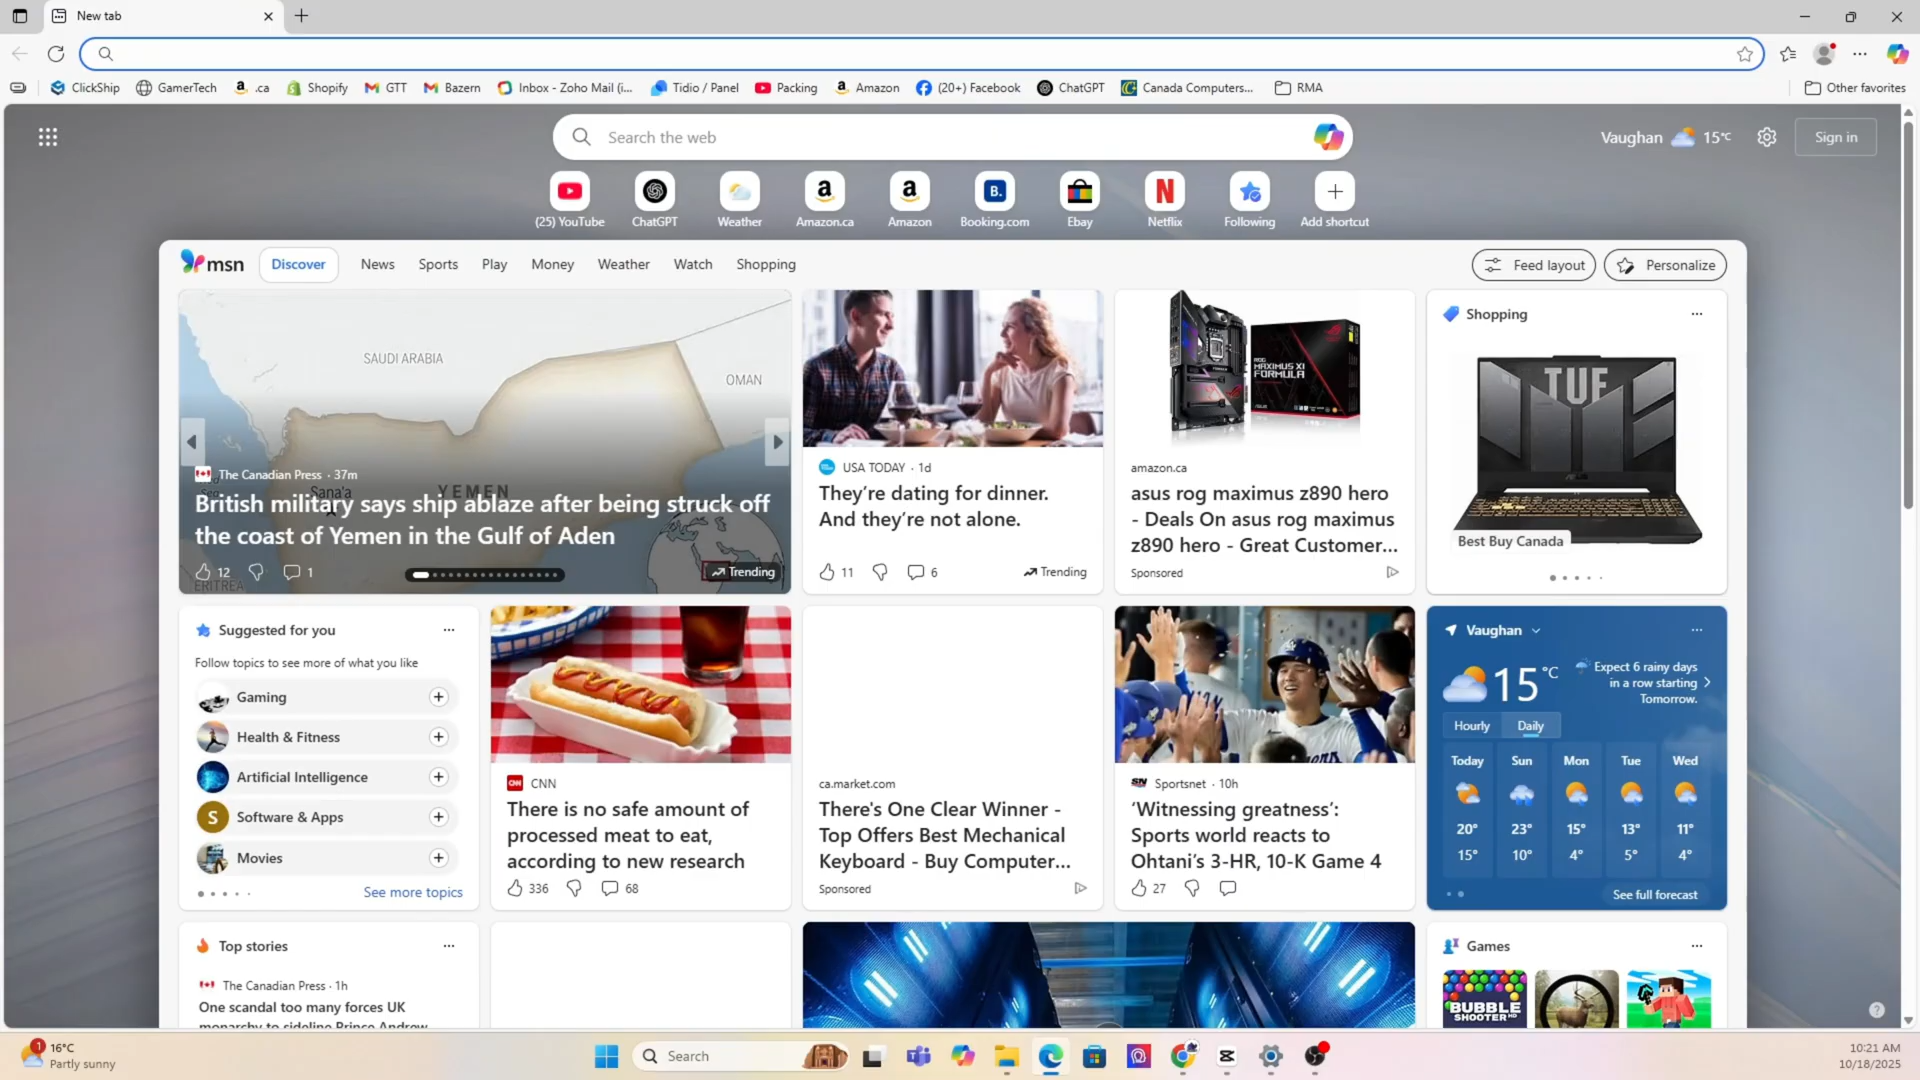 New tab
ClickShip GamerTech .ca Shopify GTT Bazern Inbox - Zoho Mail (i... Tidio / Panel Packing Amazon (20+) Facebook ChatGPT Canada Computers... RMA Other favorites
Search the web
Vaughan 15°C Sign in
(25) YouTube ChatGPT Weather Amazon.ca Amazon Booking.com Ebay Netflix Following Add shortcut
msn Discover News Sports Play Money Weather Watch Shopping Feed layout Personalize
SAUDI ARABIA
OMAN
Sana'a
YEMEN
ERITREA
The Canadian Press · 37m
British military says ship ablaze after being struck off
the coast of Yemen in the Gulf of Aden
12 1 Trending
USA TODAY · 1d
They're dating for dinner.
And they're not alone.
11 6 Trending
ROG
MAXIMUS XI
FORMULA
amazon.ca
asus rog maximus z890 hero
- Deals On asus rog maximus
z890 hero - Great Customer...
Sponsored
Shopping
TUF
Best Buy Canada
Suggested for you
Follow topics to see more of what you like
Gaming
Health & Fitness
Artificial Intelligence
S Software & Apps
Movies
See more topics
CNN
There is no safe amount of
processed meat to eat,
according to new research
336 68
ca.market.com
There's One Clear Winner -
Top Offers Best Mechanical
Keyboard - Buy Computer...
Sponsored
Sportsnet · 10h
‘Witnessing greatness’:
Sports world reacts to
Ohtani’s 3-HR, 10-K Game 4
27
Vaughan
15°C
Expect 6 rainy days
in a row starting
Tomorrow.
Hourly Daily
Today Sun Mon Tue Wed
20° 23° 15° 13° 11°
15° 10° 4° 5° 4°
See full forecast
Top stories
The Canadian Press · 1h
One scandal too many forces UK
monarchy to sideline Prince Andrew
Games
BUBBLE
SHOOTER HD
1 16°C
Partly sunny
Search
10:21 AM
10/18/2025